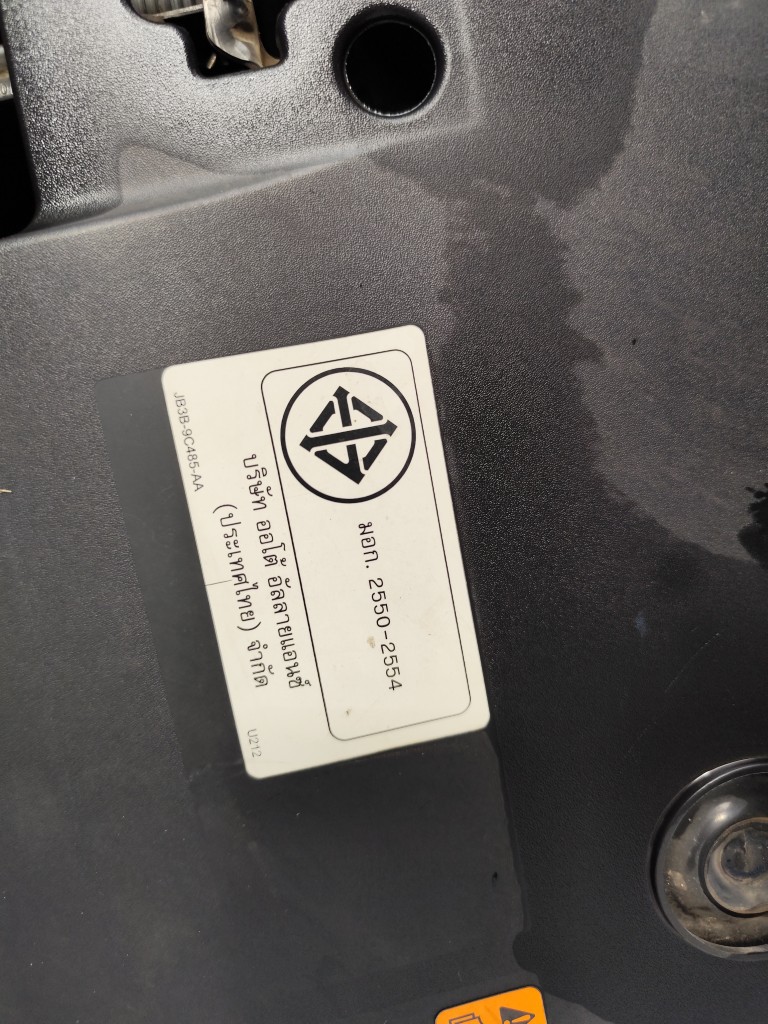 มอก. 2550-2554
บริษัท ออโต้ อัลลายแอนซ์
(ประเทศไทย) จำกัด
JB3B-9C485-AA
U212